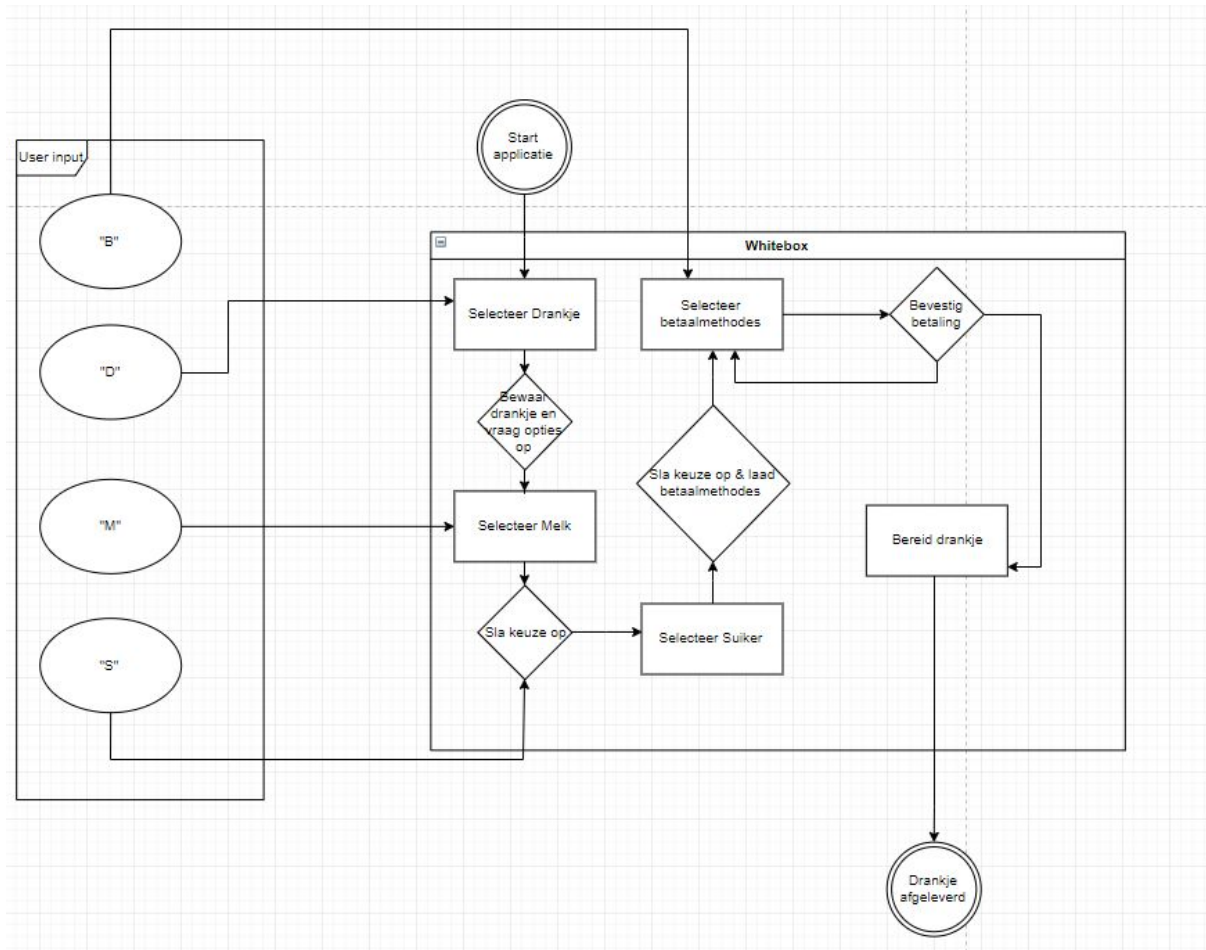 Start
applicatie
User input
"B"
"D"
"M"
"S"
Whitebox
Selecteer Drankje
Bewaar
drankje en
vraag opties
op
Selecteer Melk
Sla keuze op
Selecteer Suiker
Sla keuze op & laad
betaalmethodes
Selecteer
betaalmethodes
Bevestig
betaling
Bereid drankje
Drankje
afgeleverd